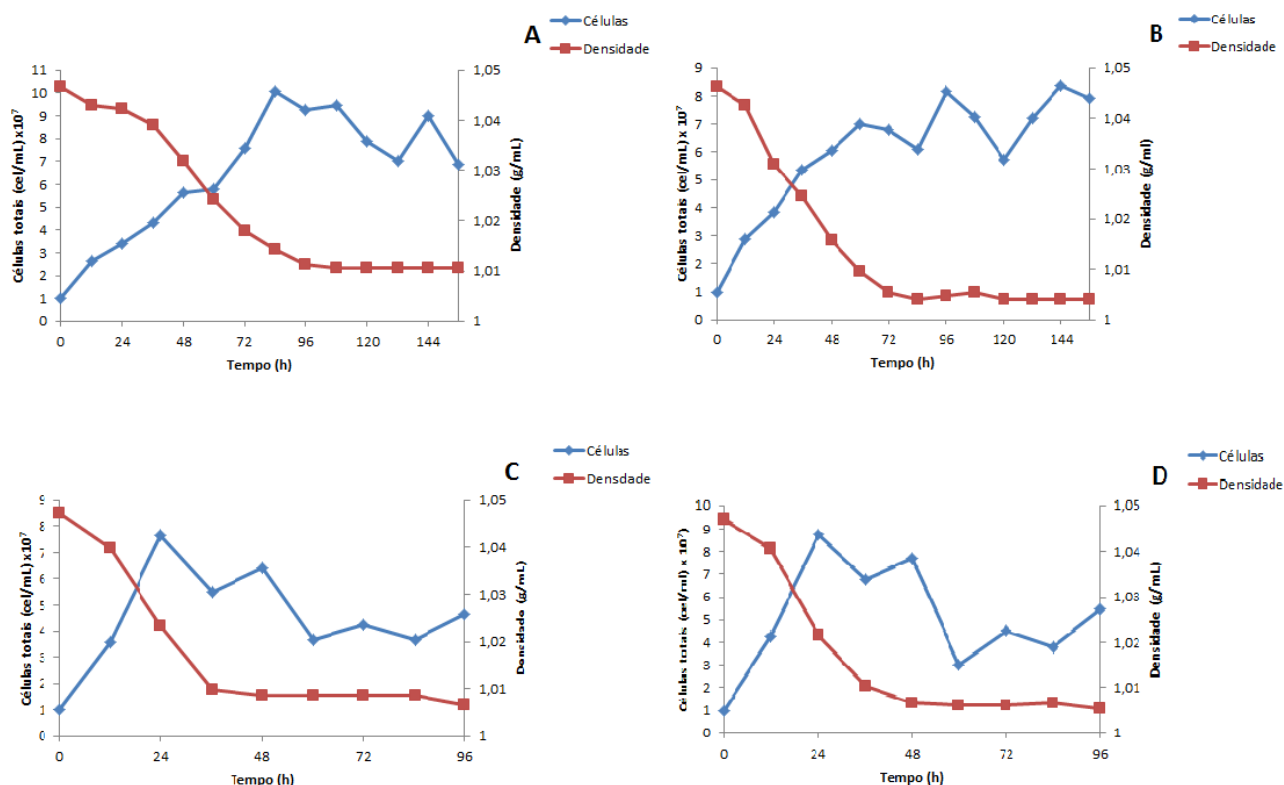 A
Células
Densidade
Células totais (cel/mL) x10⁷
11
10
9
8
7
6
5
4
3
2
1
0
1,05
1,04
1,03
1,02
1,01
1
Densidade (g/mL)
0 24 48 72 96 120 144
Tempo (h)
B
Células
Densidade
Células totais (cel/mL) x 10⁷
9
8
7
6
5
4
3
2
1
0
1,05
1,04
1,03
1,02
1,01
1
Densidade (g/ml)
0 24 48 72 96 120 144
Tempo (h)
C
Células
Densidade
Células totais (cel/mL) x10⁷
9
8
7
6
5
4
3
2
1
0
1,05
1,04
1,03
1,02
1,01
1
Densidade (g/mL)
0 24 48 72 96
Tempo (h)
D
Células
Densidade
Células totais (cel/ml) x 10⁷)
10
9
8
7
6
5
4
3
2
1
0
1,05
1,04
1,03
1,02
1,01
1
Densidade (g/mL)
0 24 48 72 96
Tempo (h)